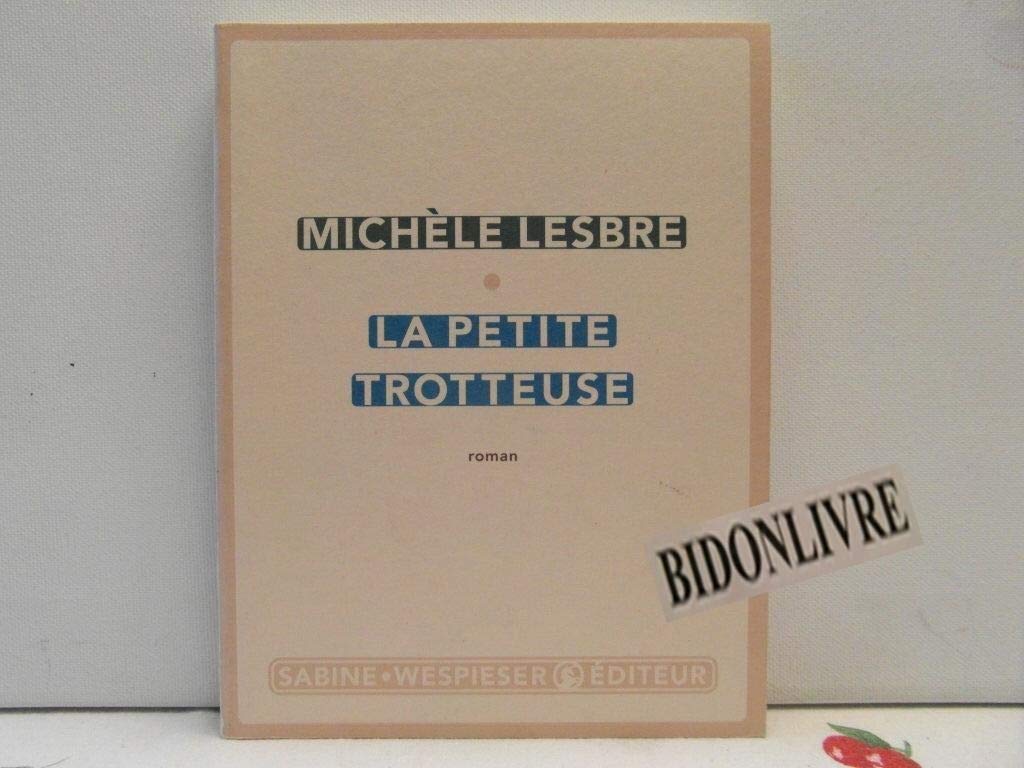 MICHÈLE LESBRE
LA PETITE
TROTTEUSE
roman
BIDONLIVRE
SABINE • WESPIESER ÉDITEUR